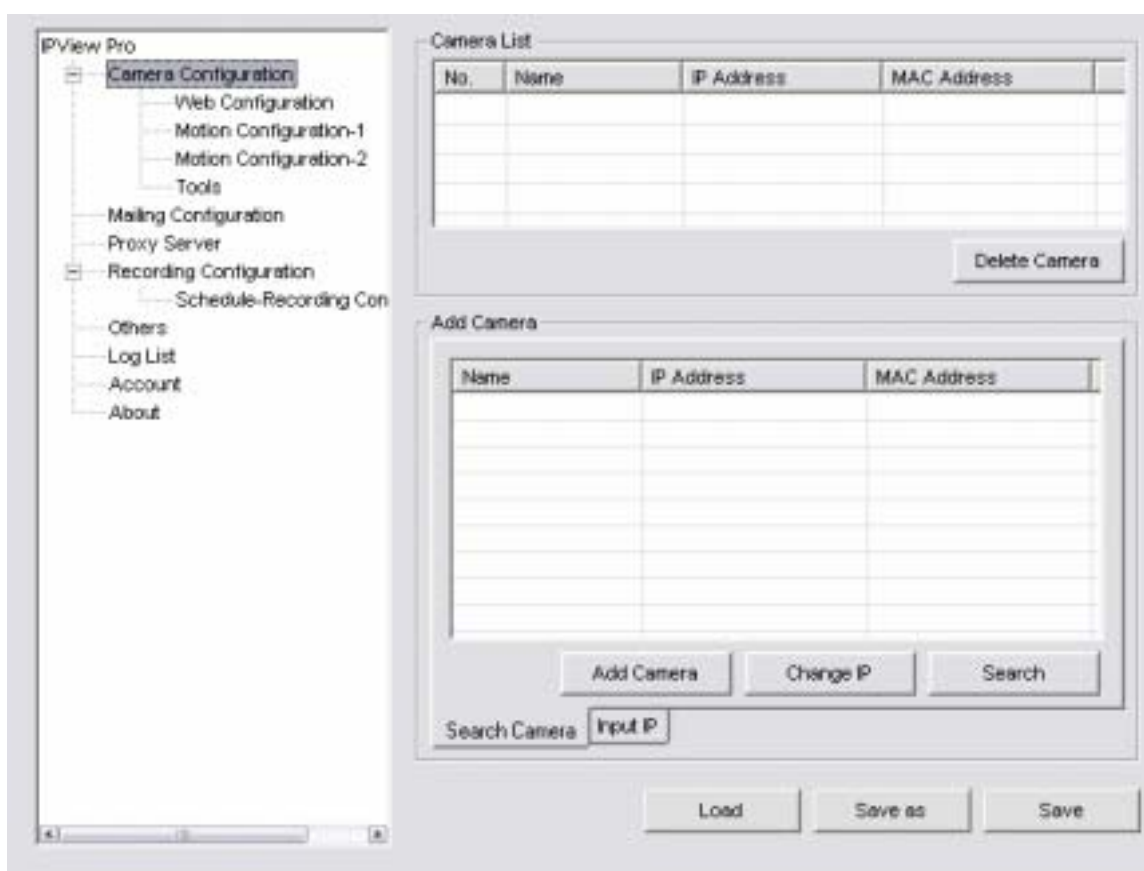 IPView Pro
Camera Configuration
Web Configuration
Motion Configuration-1
Motion Configuration-2
Tools
Mailing Configuration
Proxy Server
Recording Configuration
Schedule-Recording Con
Others
Log List
Account
About
Camera List
No. Name IP Address MAC Address
Delete Camera
Add Camera
Name IP Address MAC Address
Add Camera Change IP Search
Search Camera Input IP
Load Save as Save